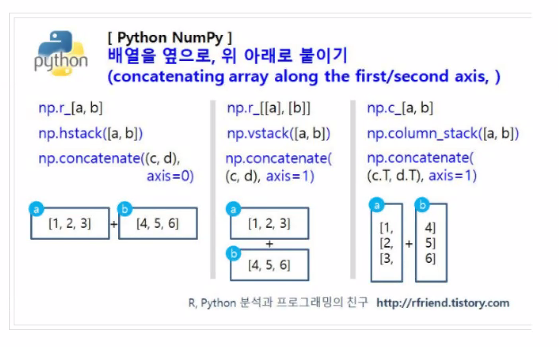 python
[ Python NumPy ]
배열을 옆으로, 위 아래로 붙이기
(concatenating array along the first/second axis, )
np.r_[a, b]
np.hstack([a, b])
np.concatenate((c, d),
axis=0)
a
[1, 2, 3]
+
b
[4, 5, 6]
np.r_[[a], [b]]
np.vstack([a, b])
np.concatenate(
(c, d), axis=1)
a
[1, 2, 3]
+
b
[4, 5, 6]
np.c_[a, b]
np.column_stack([a, b])
np.concatenate(
(c.T, d.T), axis=1)
a
[1,
[2,
[3,
+
b
4]
5]
6]
R, Python 분석과 프로그래밍의 친구 http://rfriend.tistory.com